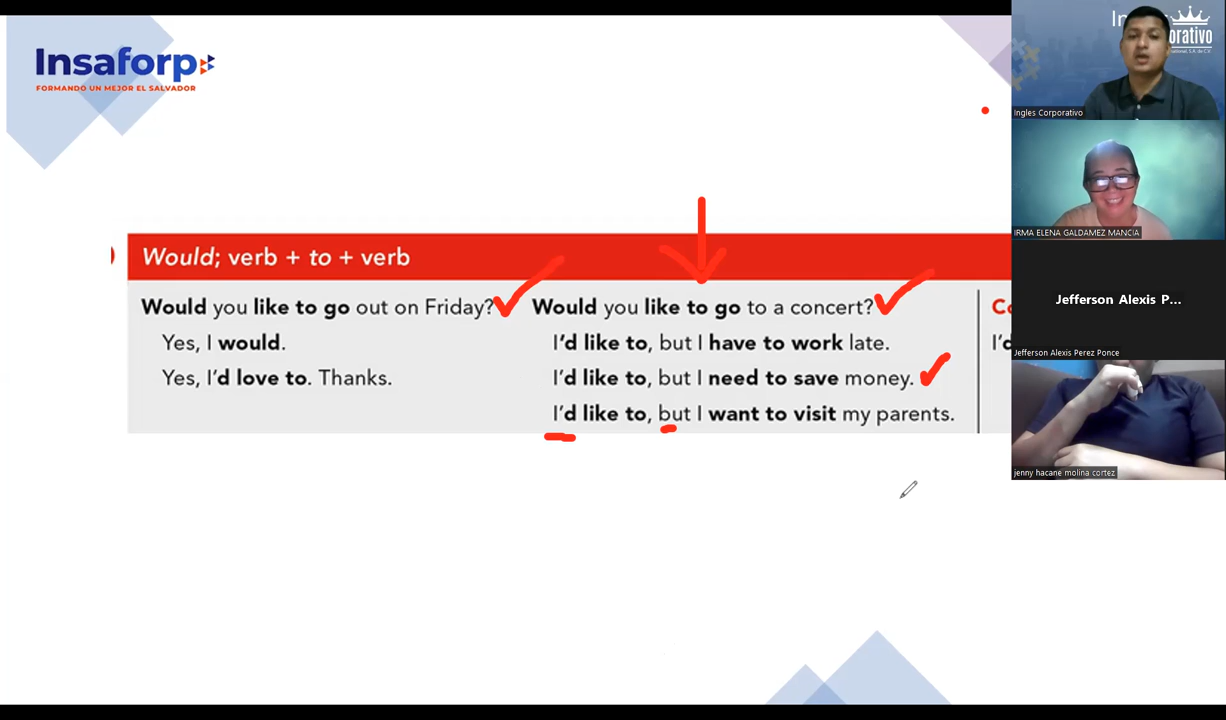 Insaforp
FORMANDO UN MEJOR EL SALVADOR
Would; verb + to + verb
Would you like to go out on Friday?
Yes, I would.
Yes, I'd love to. Thanks.
Would you like to go to a concert?
I'd like to, but I have to work late.
I'd like to, but I need to save money.
I'd like to, but I want to visit my parents.
I'd
Ingles Corporativo
IRMA ELENA GALDAMEZ MANCIA
Jefferson Alexis P...
Jefferson Alexis Perez Ponce
jenny hacane molina cortez